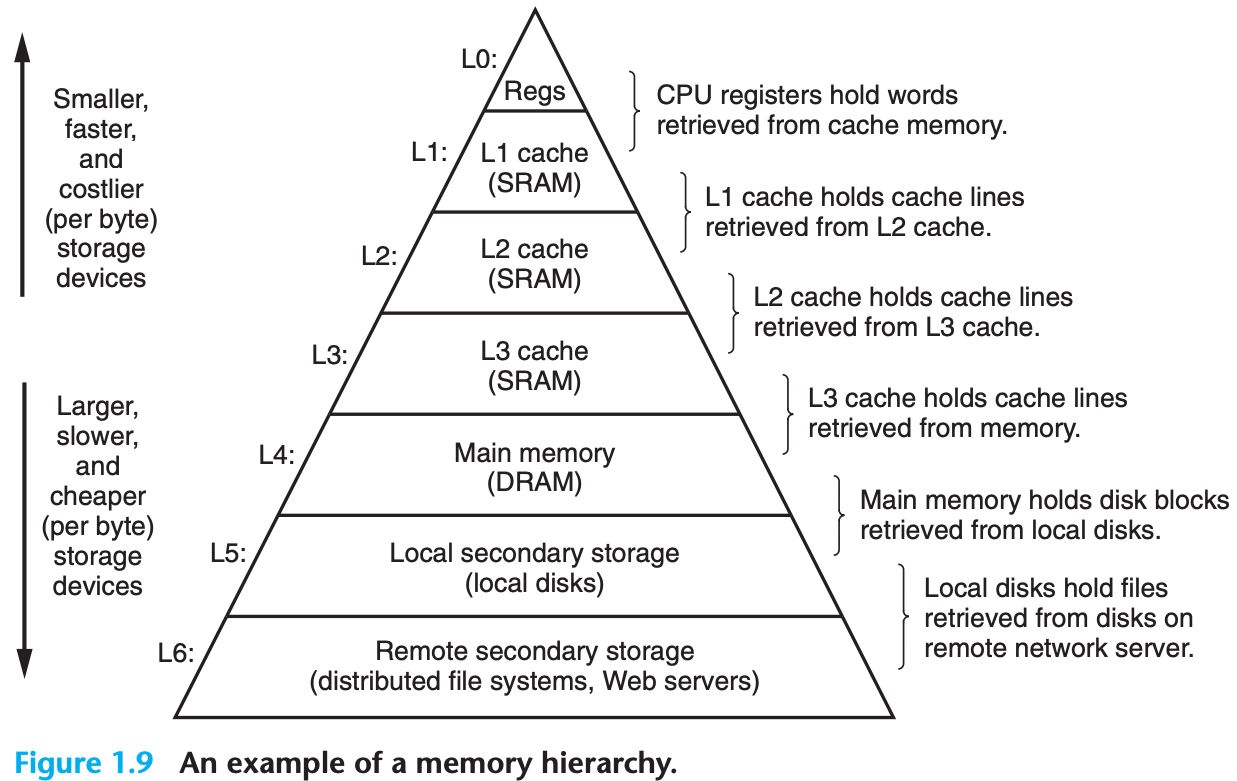 L0:
Regs
CPU registers hold words
retrieved from cache memory.
Smaller,
faster,
and
costlier
(per byte)
storage
devices
L1:
L1 cache
(SRAM)
L1 cache holds cache lines
retrieved from L2 cache.
L2:
L2 cache
(SRAM)
L2 cache holds cache lines
retrieved from L3 cache.
L3:
L3 cache
(SRAM)
L3 cache holds cache lines
retrieved from memory.
Larger,
slower,
and
cheaper
(per byte)
storage
devices
L4:
Main memory
(DRAM)
Main memory holds disk blocks
retrieved from local disks.
L5:
Local secondary storage
(local disks)
Local disks hold files
retrieved from disks on
remote network server.
L6:
Remote secondary storage
(distributed file systems, Web servers)
Figure 1.9 An example of a memory hierarchy.